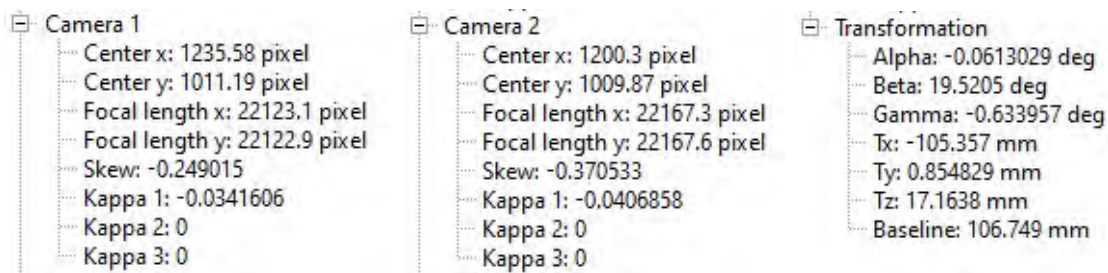 Camera 1
Center x: 1235.58 pixel
Center y: 1011.19 pixel
Focal length x: 22123.1 pixel
Focal length y: 22122.9 pixel
Skew: -0.249015
Kappa 1: -0.0341606
Kappa 2: 0
Kappa 3: 0
Camera 2
Center x: 1200.3 pixel
Center y: 1009.87 pixel
Focal length x: 22167.3 pixel
Focal length y: 22167.6 pixel
Skew: -0.370533
Kappa 1: -0.0406858
Kappa 2: 0
Kappa 3: 0
Transformation
Alpha: -0.0613029 deg
Beta: 19.5205 deg
Gamma: -0.633957 deg
Tx: -105.357 mm
Ty: 0.854829 mm
Tz: 17.1638 mm
Baseline: 106.749 mm